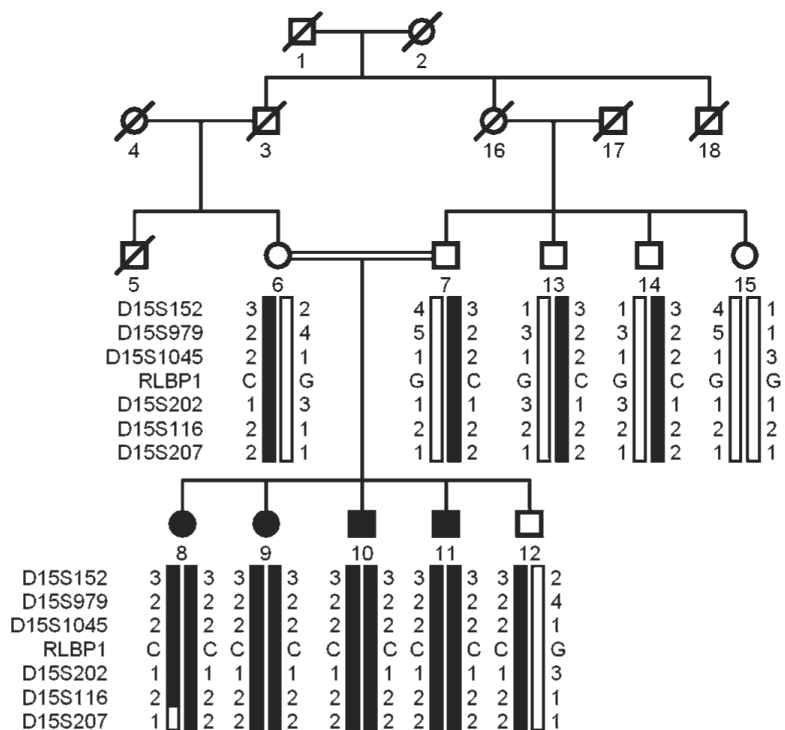 1 2
4 3 16 17 18
5 6 7 13 14 15
D15S152 3 2 4 3 1 3 1 3 4 1
D15S979 2 4 5 2 3 2 3 2 5 1
D15S1045 2 1 1 2 1 2 1 2 1 3
RLBP1 C G G C G C G C G G
D15S202 1 3 1 1 3 1 3 1 1 1
D15S116 2 1 2 2 2 2 2 2 2 2
D15S207 2 1 1 2 1 2 1 2 1 1
8 9 10 11 12
D15S152 3 3 3 3 3 3 3 3 3 2
D15S979 2 2 2 2 2 2 2 2 2 4
D15S1045 2 2 2 2 2 2 2 2 2 1
RLBP1 C C C C C C C C C G
D15S202 1 1 1 1 1 1 1 1 1 3
D15S116 2 2 2 2 2 2 2 2 2 1
D15S207 1 2 2 2 2 2 2 2 2 1